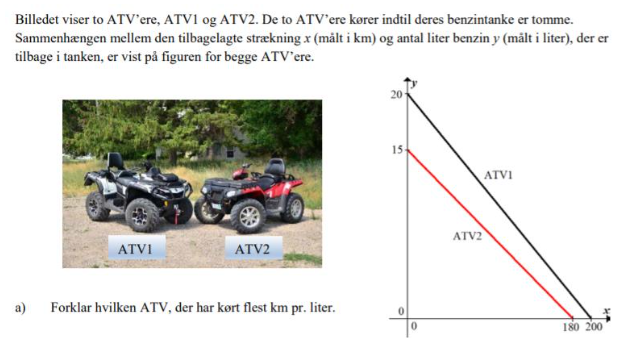 Billedet viser to ATV'ere, ATV1 og ATV2. De to ATV'ere kører indtil deres benzintanke er tomme.
Sammenhængen mellem den tilbagelagte strækning x (målt i km) og antal liter benzin y (målt i liter), der er
tilbage i tanken, er vist på figuren for begge ATV'ere.
y
20
15
ATV1
ATV2
ATV1
ATV2
a) Forklar hvilken ATV, der har kørt flest km pr. liter.
0
x
0
180 200